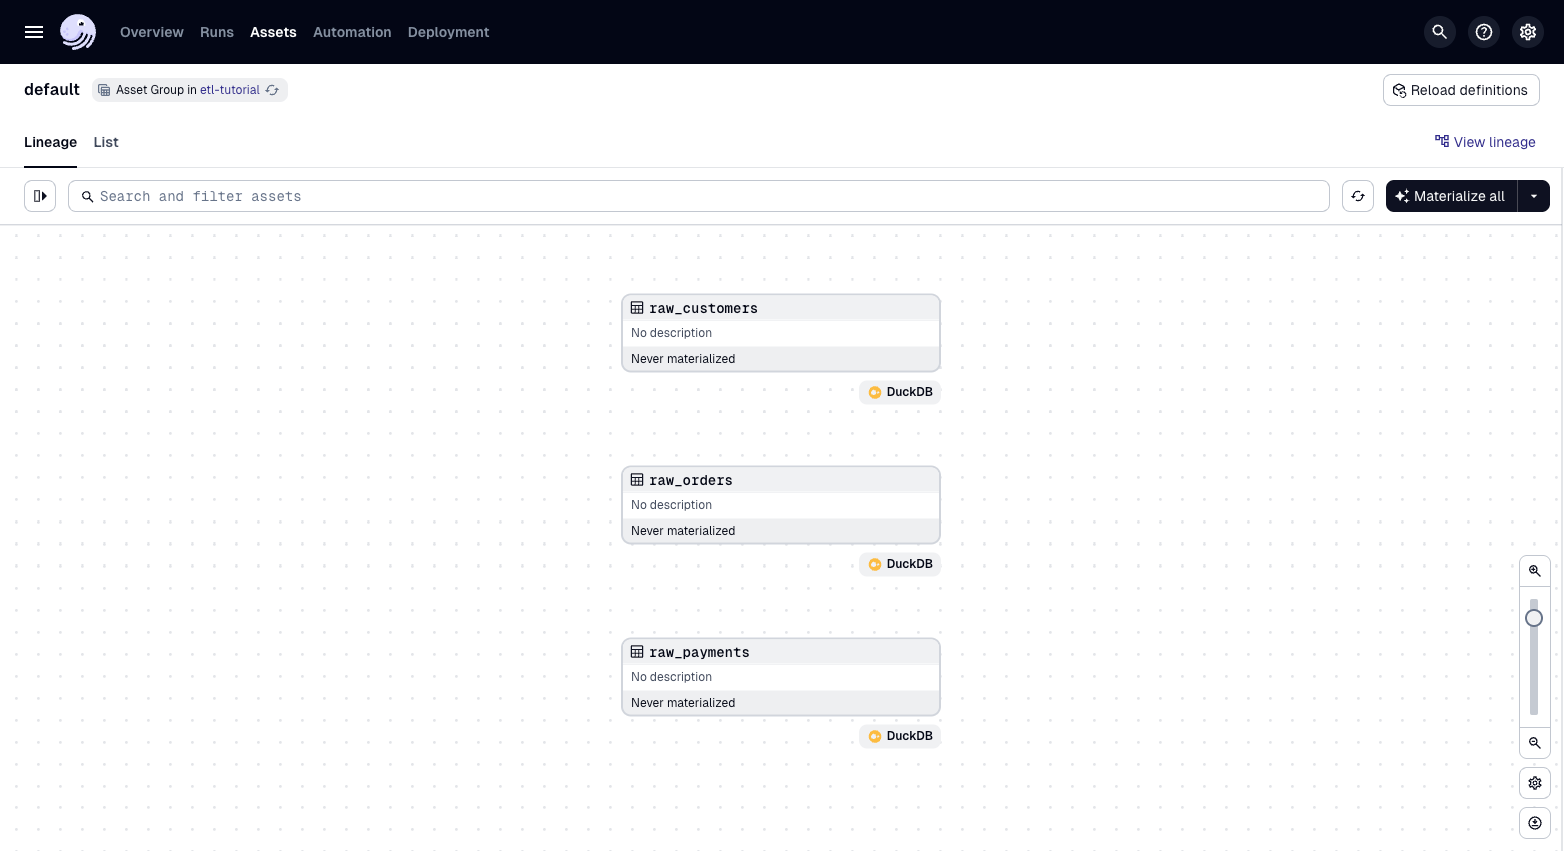 Overview Runs Assets Automation Deployment
default Asset Group in etl-tutorial Reload definitions
Lineage List View lineage
Search and filter assets Materialize all
raw_customers
No description
Never materialized
DuckDB
raw_orders
No description
Never materialized
DuckDB
raw_payments
No description
Never materialized
DuckDB